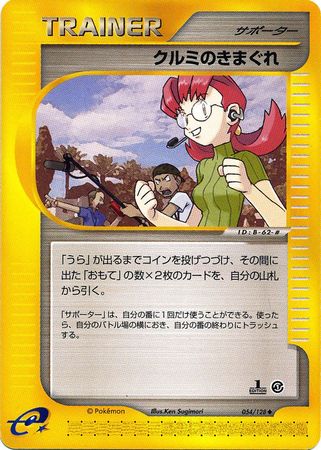 TRAINER
サポーター
クルミのきまぐれ
ID:B-62-#
「うら」が出るまでコインを投げつづけ、その間に
出た「おもて」の数×2枚のカードを、自分の山札
から引く。
「サポーター」は、自分の番に1回だけ使うことができる。使った
ら、自分のバトル場の横におき、自分の番の終わりにトラッシュ
する。
1
EDITION
© Pokémon
Illus.Ken Sugimori
054/128◆
e